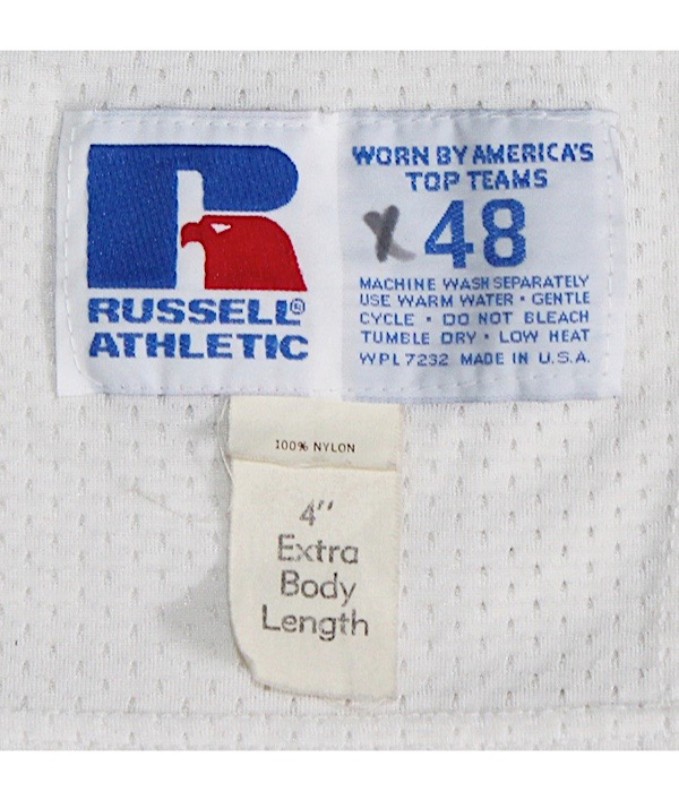 RUSSELL®
ATHLETIC
WORN BY AMERICA'S
TOP TEAMS
X 48
MACHINE WASH SEPARATELY
USE WARM WATER • GENTLE
CYCLE • DO NOT BLEACH
TUMBLE DRY • LOW HEAT
WPL 7232 MADE IN U.S.A.
100% NYLON
4"
Extra
Body
Length